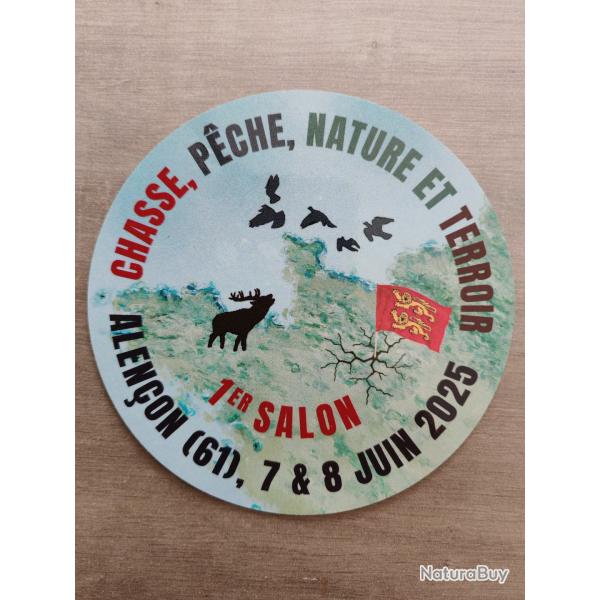 CHASSE, PÊCHE, NATURE ET TERROIR
1ER SALON
ALENÇON (61), 7 & 8 JUIN 2025
NaturaBuy